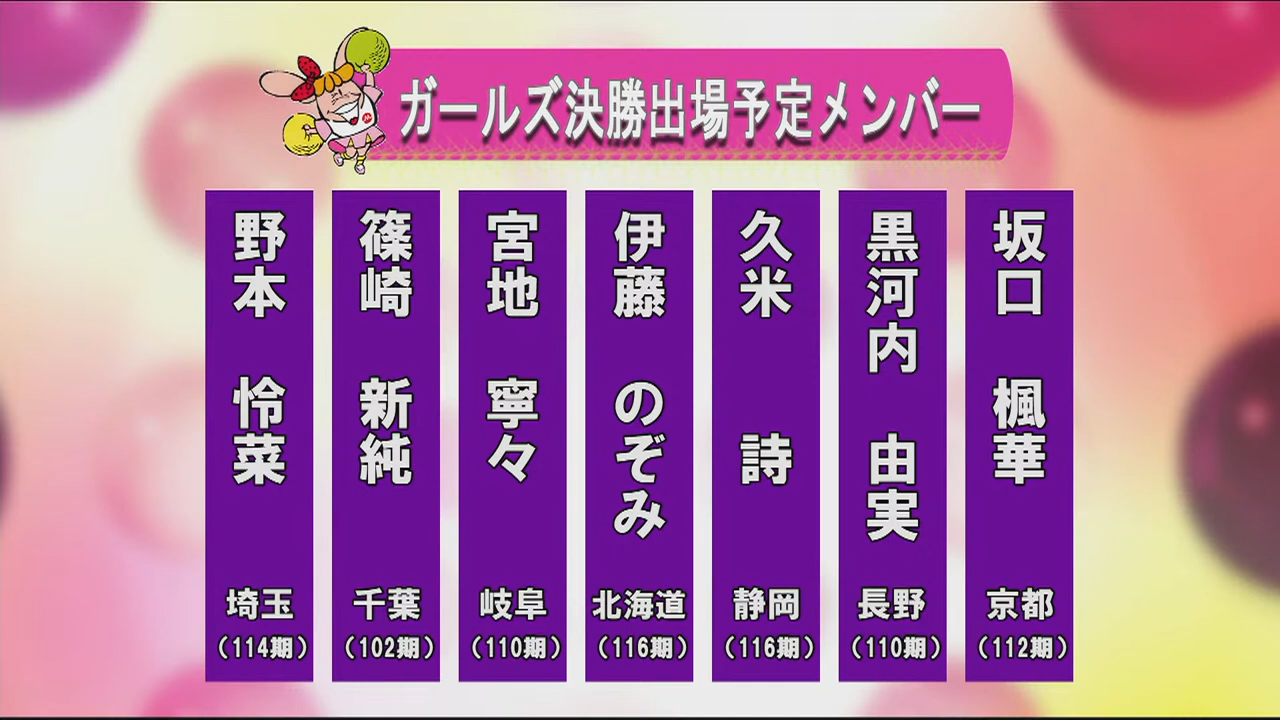 ガールズ決勝出場予定メンバー
野本 怜菜
埼玉
(114期)
篠崎 新純
千葉
(102期)
宮地 寧々
岐阜
(110期)
伊藤 のぞみ
北海道
(116期)
久米 詩
静岡
(116期)
黒河内 由実
長野
(110期)
坂口 楓華
京都
(112期)